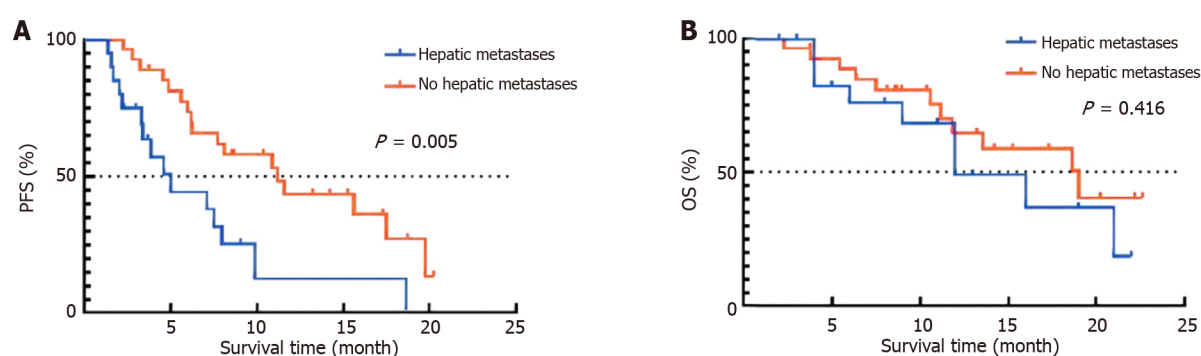 A
100
50
0
PFS (%)
Hepatic metastases
No hepatic metastases
P = 0.005
5 10 15 20 25
Survival time (month)
B
100
50
0
OS (%)
Hepatic metastases
No hepatic metastases
P = 0.416
5 10 15 20 25
Survival time (month)